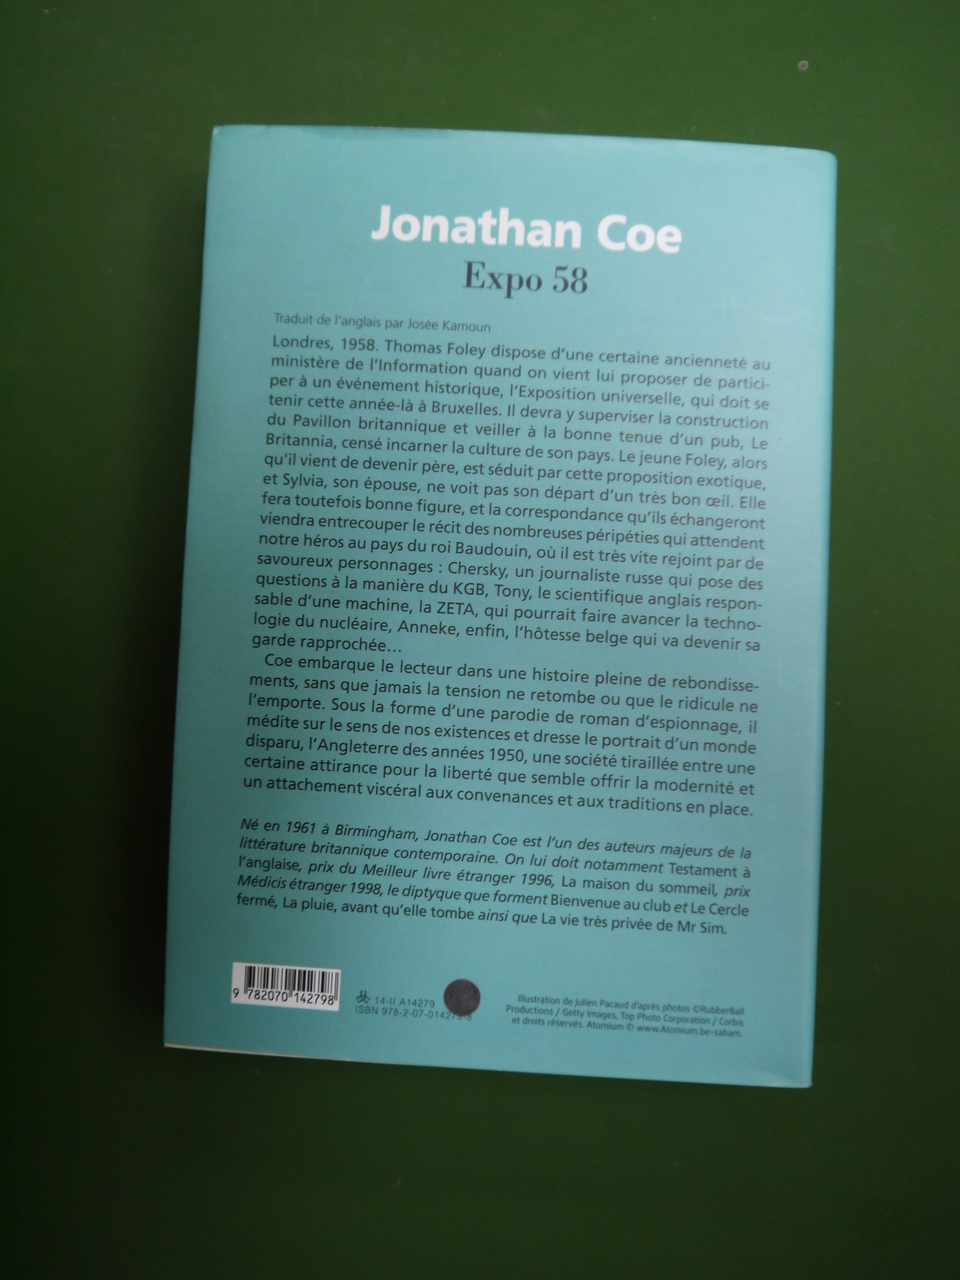 Jonathan Coe
Expo 58
Traduit de l'anglais par Josée Kamoun
Londres, 1958. Thomas Foley dispose d'une certaine ancienneté au
ministère de l'Information quand on vient lui proposer de partici-
per à un événement historique, l'Exposition universelle, qui doit se
tenir cette année-là à Bruxelles. Il devra y superviser la construction
du Pavillon britannique et veiller à la bonne tenue d'un pub, Le
Britannia, censé incarner la culture de son pays. Le jeune Foley, alors
qu'il vient de devenir père, est séduit par cette proposition exotique,
et Sylvia, son épouse, ne voit pas son départ d'un très bon œil. Elle
fera toutefois bonne figure, et la correspondance qu'ils échangeront
viendra entrecouper le récit des nombreuses péripéties qui attendent
notre héros au pays du roi Baudouin, où il est très vite rejoint par de
savoureux personnages : Chersky, un journaliste russe qui pose des
questions à la manière du KGB, Tony, le scientifique anglais respon-
sable d'une machine, la ZETA, qui pourrait faire avancer la techno-
logie du nucléaire, Anneke, enfin, l'hôtesse belge qui va devenir sa
garde rapprochée...
Coe embarque le lecteur dans une histoire pleine de rebondisse-
ments, sans que jamais la tension ne retombe ou que le ridicule ne
l'emporte. Sous la forme d'une parodie de roman d'espionnage, il
médite sur le sens de nos existences et dresse le portrait d'un monde
disparu, l'Angleterre des années 1950, une société tiraillée entre une
certaine attirance pour la liberté que semble offrir la modernité et
un attachement viscéral aux convenances et aux traditions en place.
Né en 1961 à Birmingham, Jonathan Coe est l'un des auteurs majeurs de la
littérature britannique contemporaine. On lui doit notamment Testament à
l'anglaise, prix du Meilleur livre étranger 1996, La maison du sommeil, prix
Médicis étranger 1998, le diptyque que forment Bienvenue au club et Le Cercle
fermé, La pluie, avant qu'elle tombe ainsi que La vie très privée de Mr Sim.
9 782070 142798
14-II A14279
ISBN 978-2-07-01427
Illustration de Julien Pacaud d'après photos ©RubberBall
Productions / Getty Images, Top Photo Corporation / Corbis
et droits réservés. Atomium © www.Atomium.be-sabam.